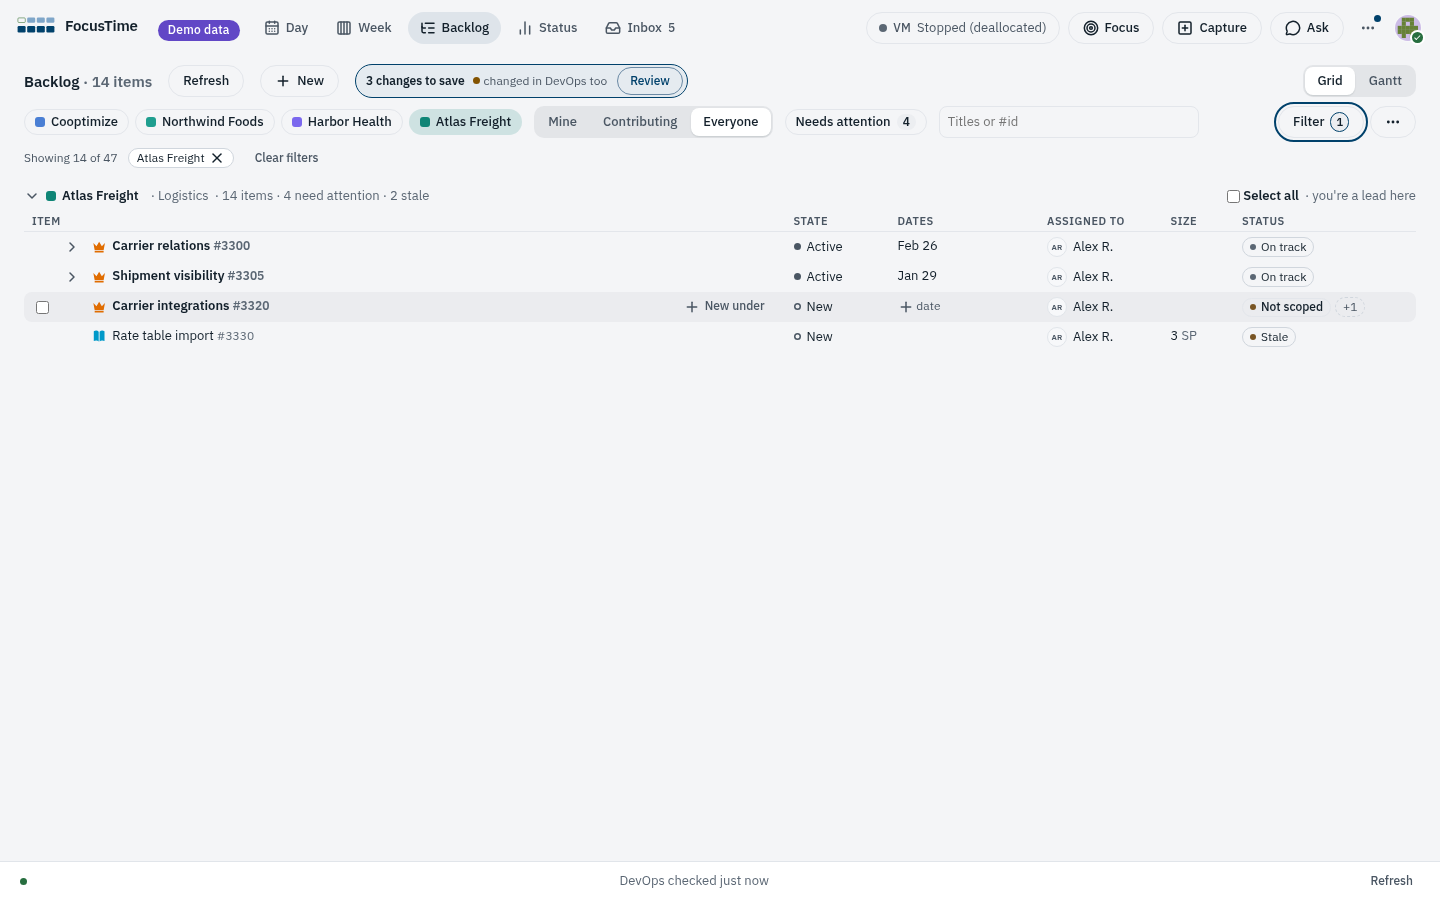 FocusTime Demo data Day Week Backlog Status Inbox 5 VM Stopped (deallocated) Focus Capture Ask
Backlog · 14 items Refresh New 3 changes to save changed in DevOps too Review Grid Gantt
Cooptimize Northwind Foods Harbor Health Atlas Freight Mine Contributing Everyone Needs attention 4 Titles or #id Filter 1
Showing 14 of 47 Atlas Freight Clear filters
Atlas Freight · Logistics · 14 items · 4 need attention · 2 stale Select all · you're a lead here
ITEM STATE DATES ASSIGNED TO SIZE STATUS
Carrier relations #3300 Active Feb 26 AR Alex R. On track
Shipment visibility #3305 Active Jan 29 AR Alex R. On track
Carrier integrations #3320 New under New date AR Alex R. Not scoped +1
Rate table import #3330 New AR Alex R. 3 SP Stale
DevOps checked just now Refresh